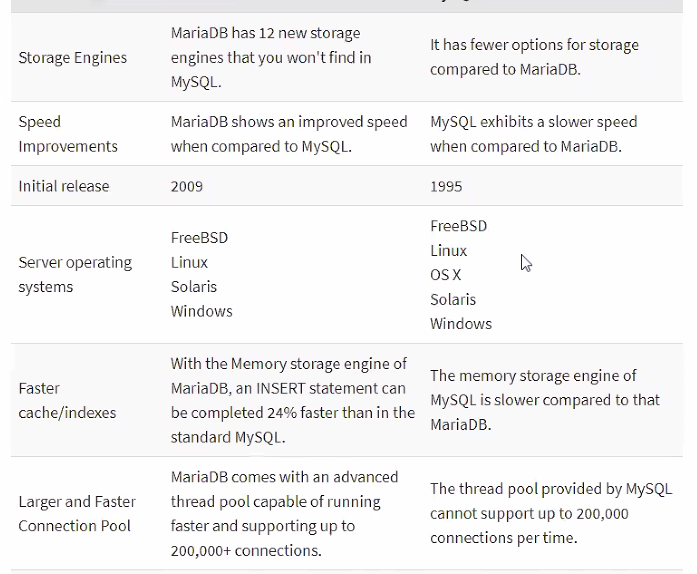 Storage Engines
MariaDB has 12 new storage
engines that you won't find in
MySQL.
It has fewer options for storage
compared to MariaDB.
Speed
Improvements
MariaDB shows an improved speed
when compared to MySQL.
MySQL exhibits a slower speed
when compared to MariaDB.
Initial release
2009
1995
Server operating
systems
FreeBSD
Linux
Solaris
Windows
FreeBSD
Linux
OS X
Solaris
Windows
Faster
cache/indexes
With the Memory storage engine of
MariaDB, an INSERT statement can
be completed 24% faster than in the
standard MySQL.
The memory storage engine of
MySQL is slower compared to that
MariaDB.
Larger and Faster
Connection Pool
MariaDB comes with an advanced
thread pool capable of running
faster and supporting up to
200,000+ connections.
The thread pool provided by MySQL
cannot support up to 200,000
connections per time.